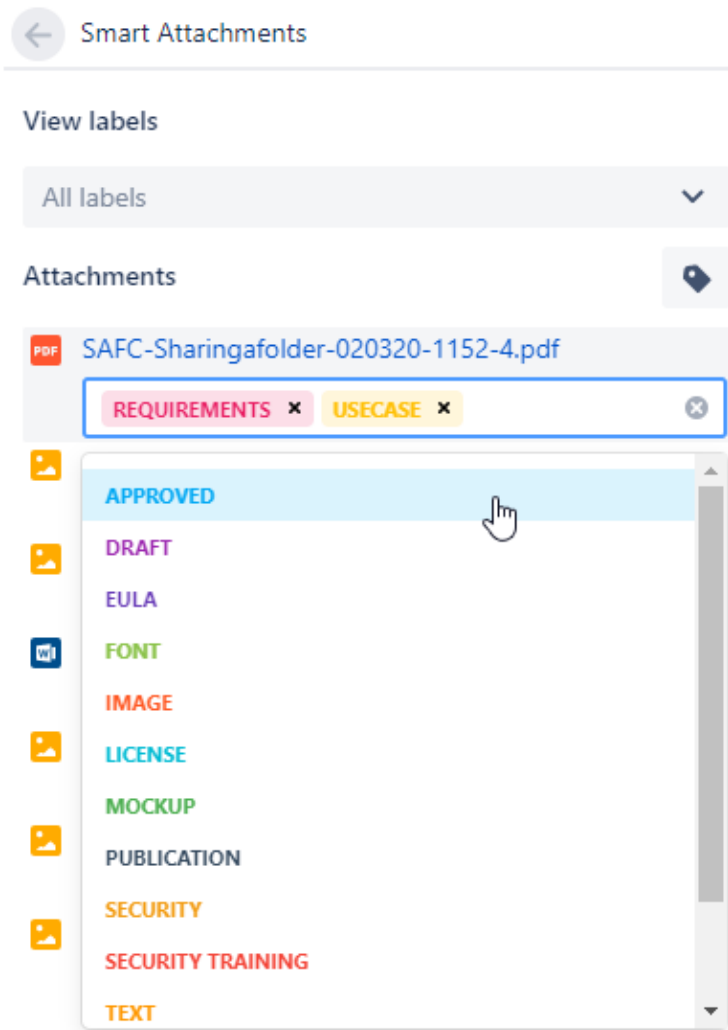 Smart Attachments
View labels
All labels
Attachments
PDF SAFC-Sharingafolder-020320-1152-4.pdf
REQUIREMENTS × USECASE ×
APPROVED
DRAFT
EULA
FONT
W IMAGE
LICENSE
MOCKUP
PUBLICATION
SECURITY
SECURITY TRAINING
TEXT